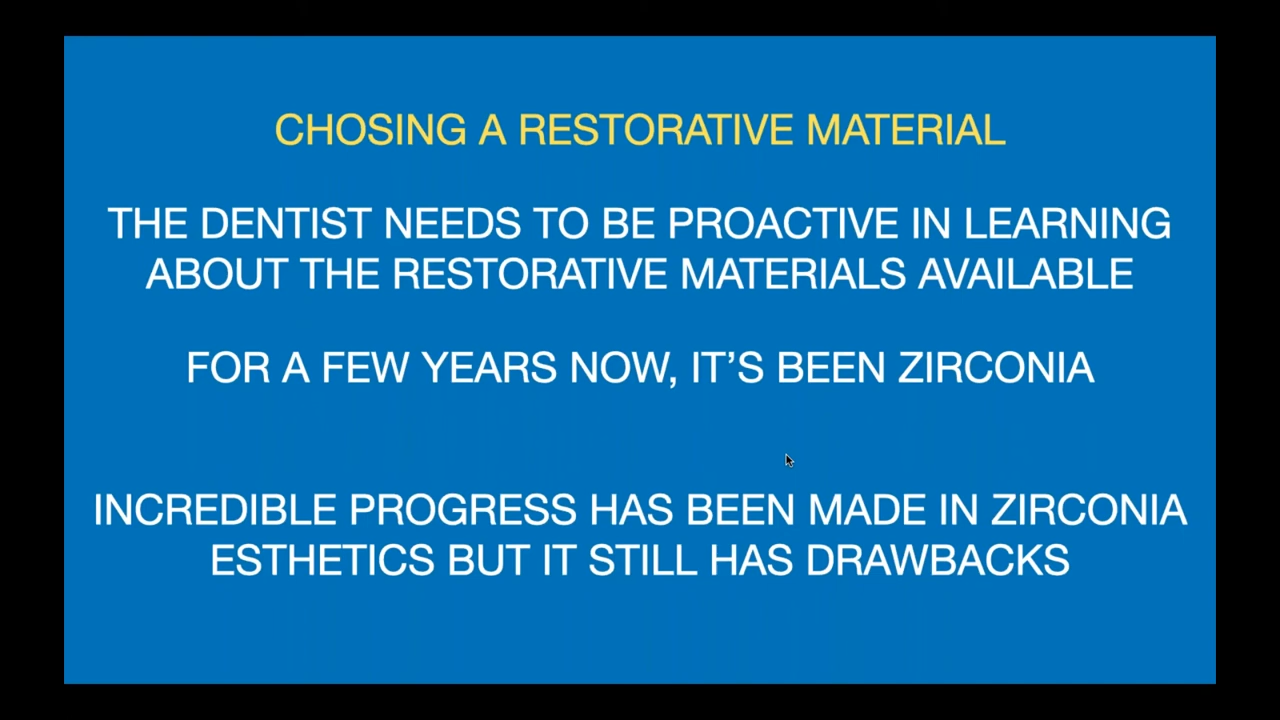 CHOSING A RESTORATIVE MATERIAL
THE DENTIST NEEDS TO BE PROACTIVE IN LEARNING
ABOUT THE RESTORATIVE MATERIALS AVAILABLE
FOR A FEW YEARS NOW, IT’S BEEN ZIRCONIA
INCREDIBLE PROGRESS HAS BEEN MADE IN ZIRCONIA
ESTHETICS BUT IT STILL HAS DRAWBACKS